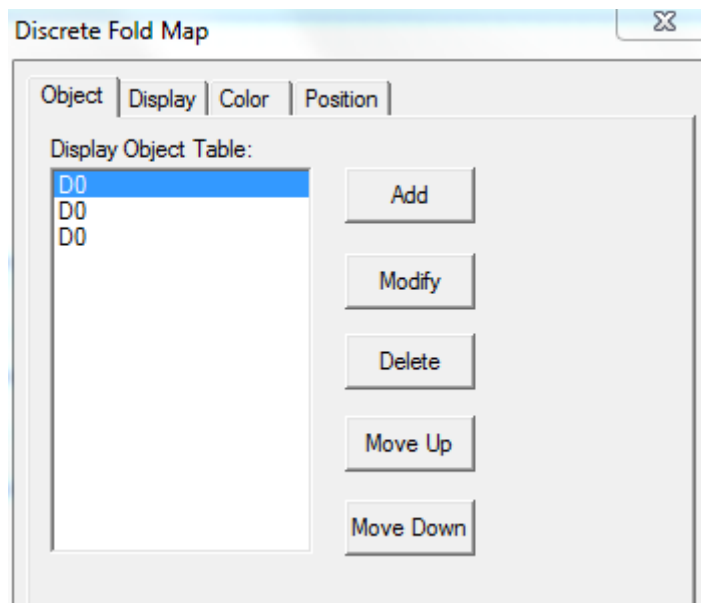 Discrete Fold Map
Object Display Color Position
Display Object Table:
D0
D0
D0
Add
Modify
Delete
Move Up
Move Down